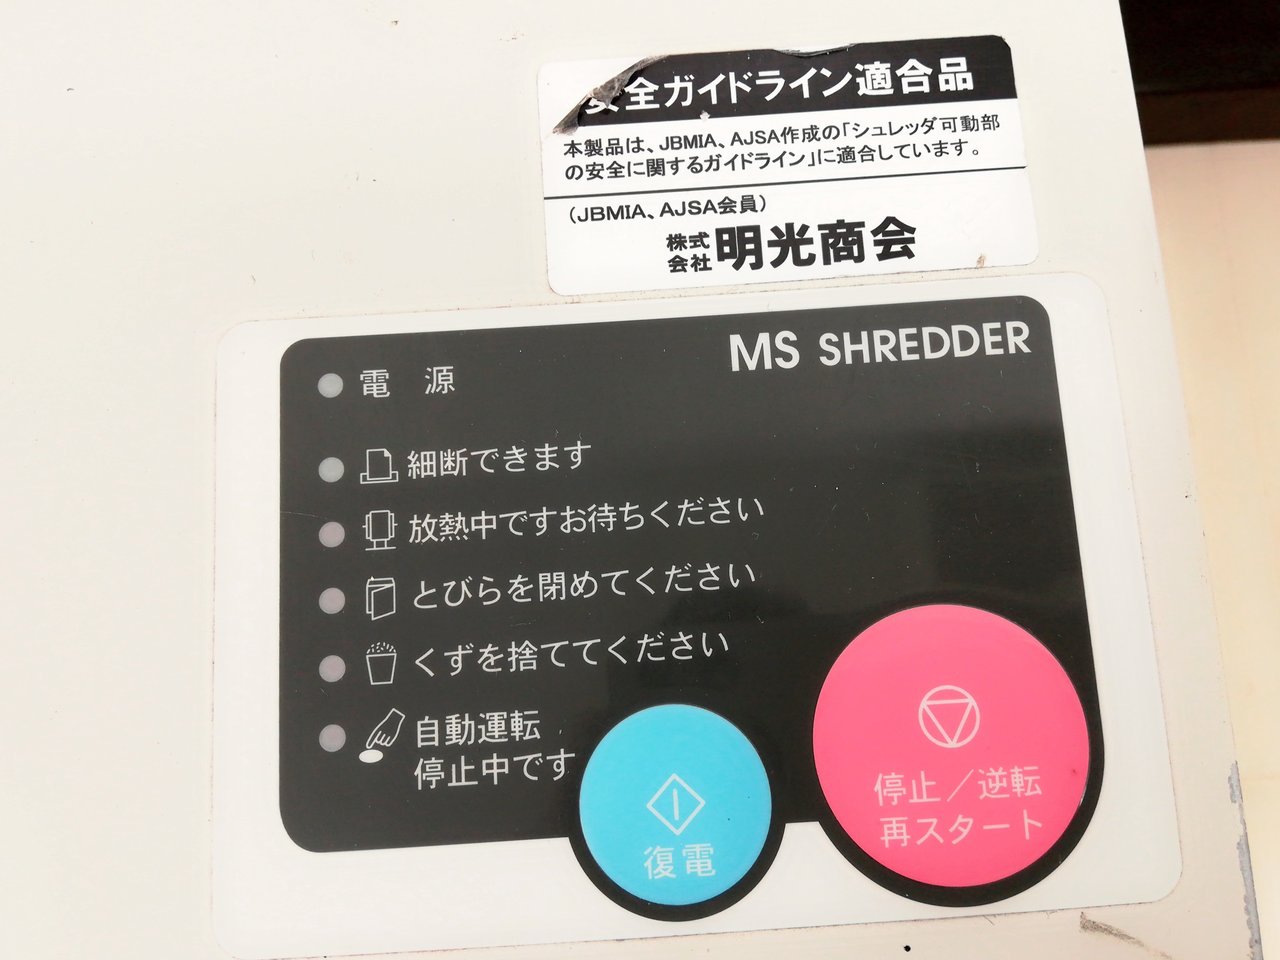 安全ガイドライン適合品
本製品は、JBMIA、AJSA作成の「シュレッダ可動部
の安全に関するガイドライン」に適合しています。
（JBMIA、AJSA会員）
株式会社 明光商会
MS SHREDDER
電 源
細断できます
放熱中ですお待ちください
とびらを閉めてください
くずを捨ててください
自動運転
停止中です
復電
停止／逆転
再スタート